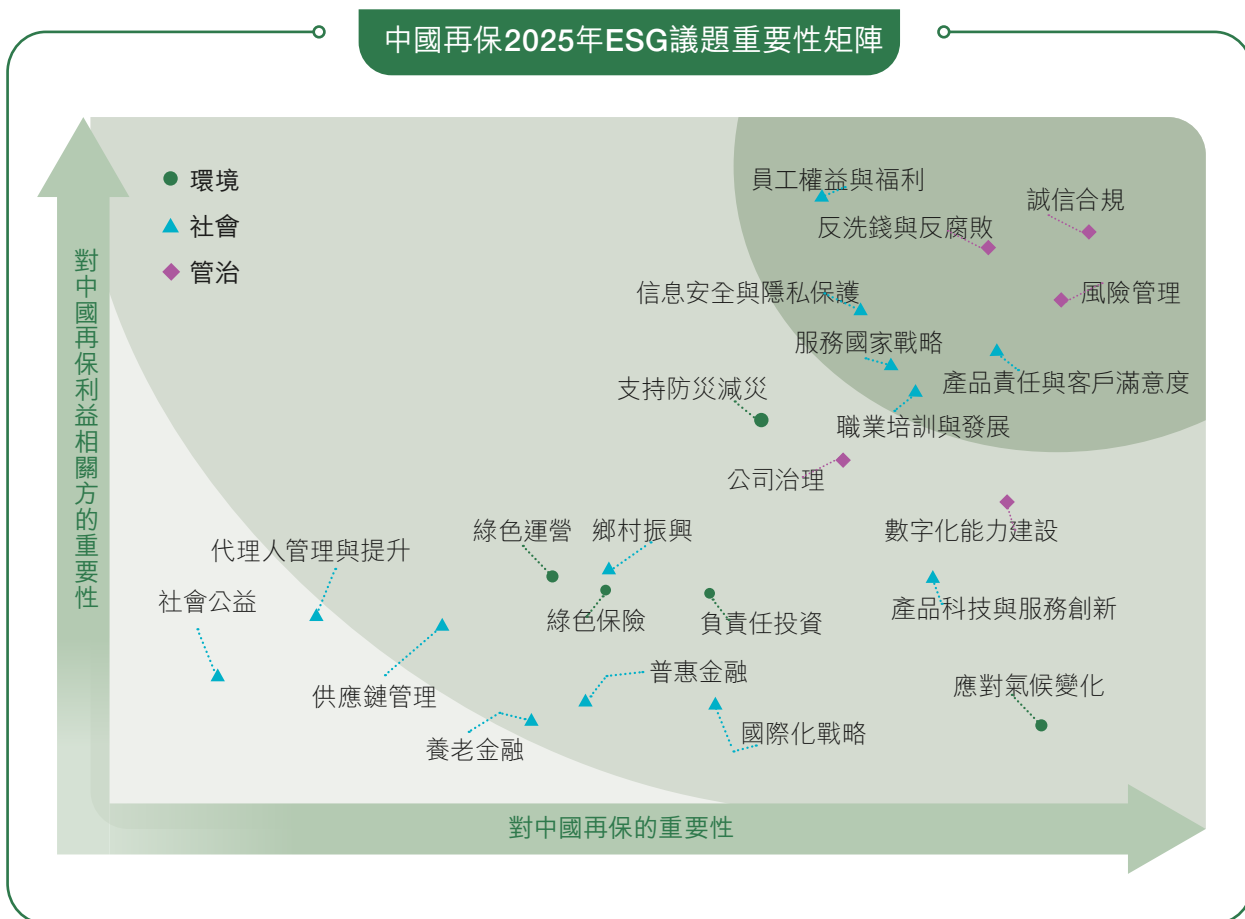 中國再保2025年ESG議題重要性矩陣
環境
社會
管治
對中國再保利益相關方的重要性
員工權益與福利
誠信合規
反洗錢與反腐敗
信息安全與隱私保護
風險管理
服務國家戰略
支持防災減災
產品責任與客戶滿意度
職業培訓與發展
公司治理
綠色運營
鄉村振興
數字化能力建設
代理人管理與提升
社會公益
綠色保險
負責任投資
產品科技與服務創新
普惠金融
供應鏈管理
應對氣候變化
國際化戰略
養老金融
對中國再保的重要性